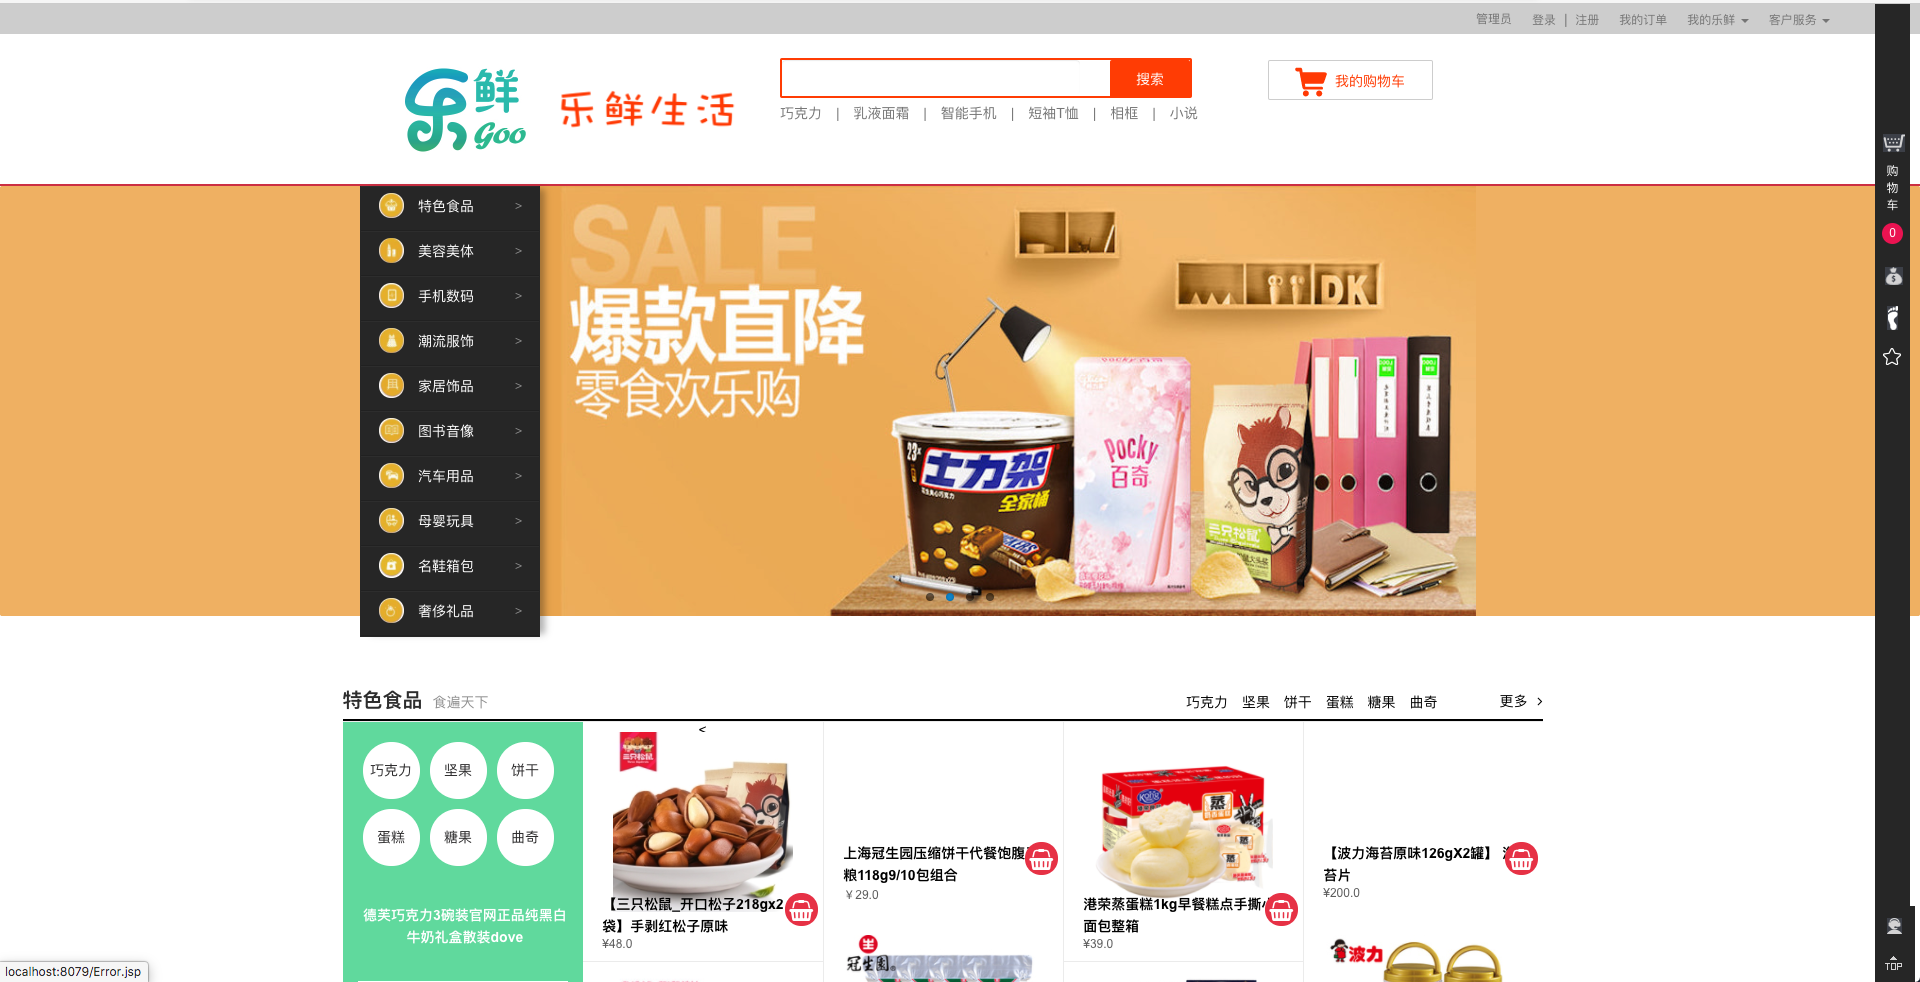 管理员 登录 | 注册 我的订单 我的乐鲜 客户服务
乐鲜
Goo
乐鲜生活
搜索
我的购物车
巧克力 | 乳液面霜 | 智能手机 | 短袖T恤 | 相框 | 小说
购物车
0
特色食品 >
美容美体 >
手机数码 >
潮流服饰 >
家居饰品 >
图书音像 >
汽车用品 >
母婴玩具 >
名鞋箱包 >
奢侈礼品 >
SALE
爆款直降
零食欢乐购
DK
士力架
全家桶
SNICKERS
pocky
百奇
三只松鼠
特色食品 食遍天下
巧克力 坚果 饼干 蛋糕 糖果 曲奇 更多 >
巧克力 坚果 饼干
蛋糕 糖果 曲奇
德芙巧克力3碗装官网正品纯黑白
牛奶礼盒散装dove
<
三只松鼠
【三只松鼠_开口松子218gx2
袋】手剥红松子原味
¥48.0
上海冠生园压缩饼干代餐饱腹
粮118g9/10包组合
￥29.0
冠生園
蒸
港荣蒸蛋糕1kg早餐糕点手撕
面包整箱
¥39.0
【波力海苔原味126gX2罐】
苔片
¥200.0
波力
TOP
localhost:8079/Error.jsp